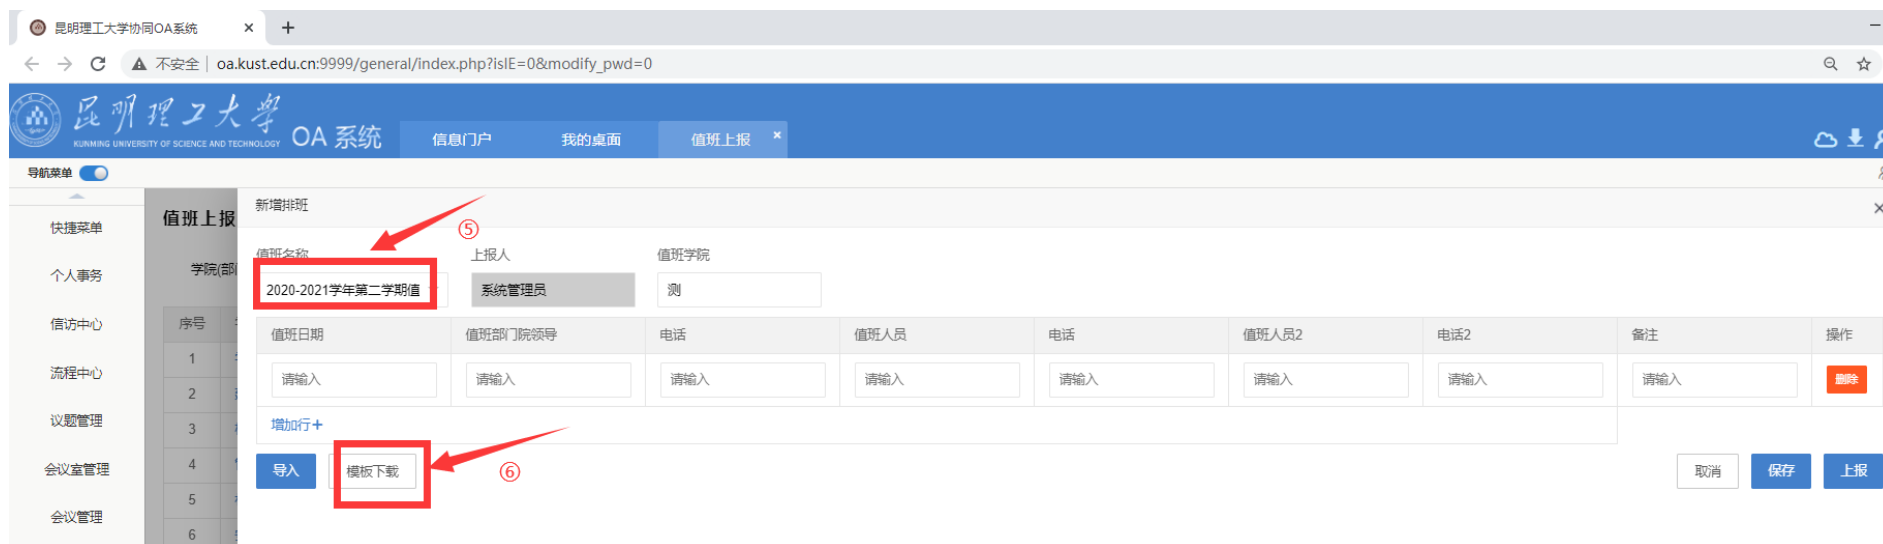 昆明理工大学协同OA系统
不安全 | oa.kust.edu.cn:9999/general/index.php?isIE=0&modify_pwd=0
昆明理工大學
KUNMING UNIVERSITY OF SCIENCE AND TECHNOLOGY
OA 系统
信息门户
我的桌面
值班上报
导航菜单
快捷菜单
个人事务
信访中心
流程中心
议题管理
会议室管理
会议管理
值班上报
学院(部
序号
1
2
3
4
5
6
新增排班
⑤
值班名称 上报人 值班学院
2020-2021学年第二学期值 系统管理员 测
值班日期 值班部门院领导 电话 值班人员 电话 值班人员2 电话2 备注 操作
请输入 请输入 请输入 请输入 请输入 请输入 请输入 请输入 删除
增加行+
导入 模板下载 ⑥ 取消 保存 上报